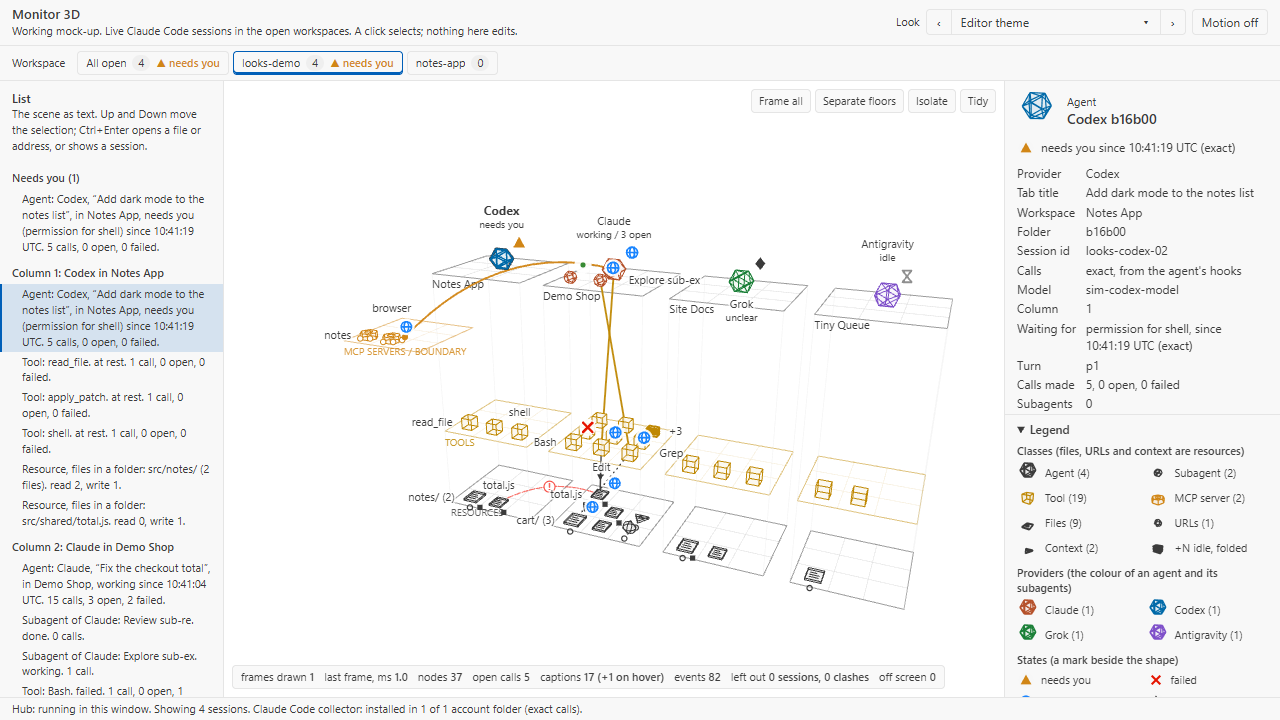 Monitor 3D
Working mock-up. Live Claude Code sessions in the open workspaces. A click selects; nothing here edits.
Look
‹
Editor theme
›
Motion off
Workspace
All open 4 needs you
looks-demo 4 needs you
notes-app 0
List
The scene as text. Up and Down move
the selection; Ctrl+Enter opens a file or
address, or shows a session.
Needs you (1)
Agent: Codex, "Add dark mode to the
notes list", in Notes App, needs you
(permission for shell) since 10:41:19
UTC. 5 calls, 0 open, 0 failed.
Column 1: Codex in Notes App
Agent: Codex, "Add dark mode to the
notes list", in Notes App, needs you
(permission for shell) since 10:41:19
UTC. 5 calls, 0 open, 0 failed.
Tool: read_file. at rest. 1 call, 0 open, 0
failed.
Tool: apply_patch. at rest. 1 call, 0
open, 0 failed.
Tool: shell. at rest. 1 call, 0 open, 0
failed.
Resource, files in a folder: src/notes/ (2
files). read 2, write 1.
Resource, files in a folder:
src/shared/total.js. read 0, write 1.
Column 2: Claude in Demo Shop
Agent: Claude, "Fix the checkout total",
in Demo Shop, working since 10:41:04
UTC. 15 calls, 3 open, 2 failed.
Subagent of Claude: Review sub-re.
done. 0 calls.
Subagent of Claude: Explore sub-ex.
working. 1 call.
Tool: Bash. failed. 1 call, 0 open, 1
Frame all
Separate floors
Isolate
Tidy
Codex
needs you
Claude
working / 3 open
Antigravity
idle
Notes App
Demo Shop
Explore sub-ex
Site Docs
Grok
unclear
Tiny Queue
browser
notes
MCP SERVERS / BOUNDARY
read_file
shell
TOOLS
Bash
+3
Grep
Edit
total.js
total.js
notes/ (2)
RESOURCES
cart/ (3)
frames drawn 1 last frame, ms 1.0 nodes 37 open calls 5 captions 17 (+1 on hover) events 82 left out 0 sessions, 0 clashes off screen 0
Agent
Codex b16b00
needs you since 10:41:19 UTC (exact)
Provider Codex
Tab title Add dark mode to the notes list
Workspace Notes App
Folder b16b00
Session id looks-codex-02
Calls exact, from the agent's hooks
Model sim-codex-model
Column 1
Waiting for permission for shell, since
10:41:19 UTC (exact)
Turn p1
Calls made 5, 0 open, 0 failed
Subagents 0
Legend
Classes (files, URLs and context are resources)
Agent (4) Subagent (2)
Tool (19) MCP server (2)
Files (9) URLs (1)
Context (2) +N idle, folded
Providers (the colour of an agent and its
subagents)
Claude (1) Codex (1)
Grok (1) Antigravity (1)
States (a mark beside the shape)
needs you failed
Hub: running in this window. Showing 4 sessions. Claude Code collector: installed in 1 of 1 account folder (exact calls).